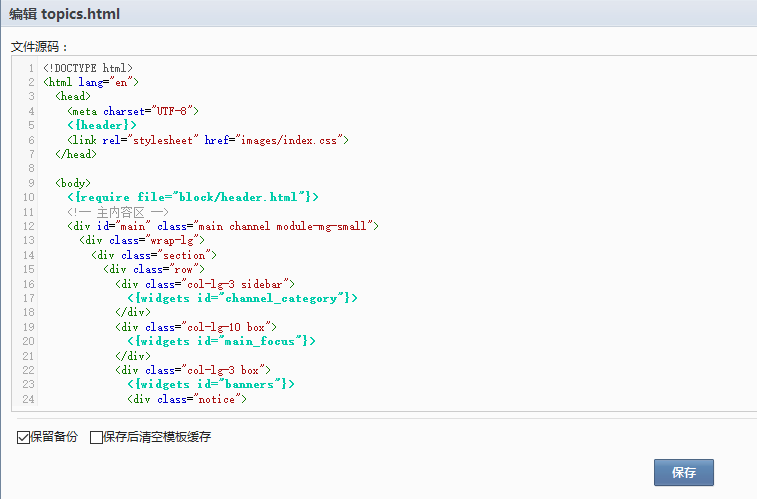 编辑 topics.html
文件源码：
1 <!DOCTYPE html>
2 <html lang="en">
3 <head>
4 <meta charset="UTF-8">
5 <{header}>
6 <link rel="stylesheet" href="images/index.css">
7 </head>
8
9 <body>
10 <{require file="block/header.html"}>
11 <!-- 主内容区 -->
12 <div id="main" class="main channel module-mg-small">
13 <div class="wrap-lg">
14 <div class="section">
15 <div class="row">
16 <div class="col-lg-3 sidebar">
17 <{widgets id="channel_category"}>
18 </div>
19 <div class="col-lg-10 box">
20 <{widgets id="main_focus"}>
21 </div>
22 <div class="col-lg-3 box">
23 <{widgets id="banners"}>
24 <div class="notice">
保留备份 保存后清空模板缓存
保存